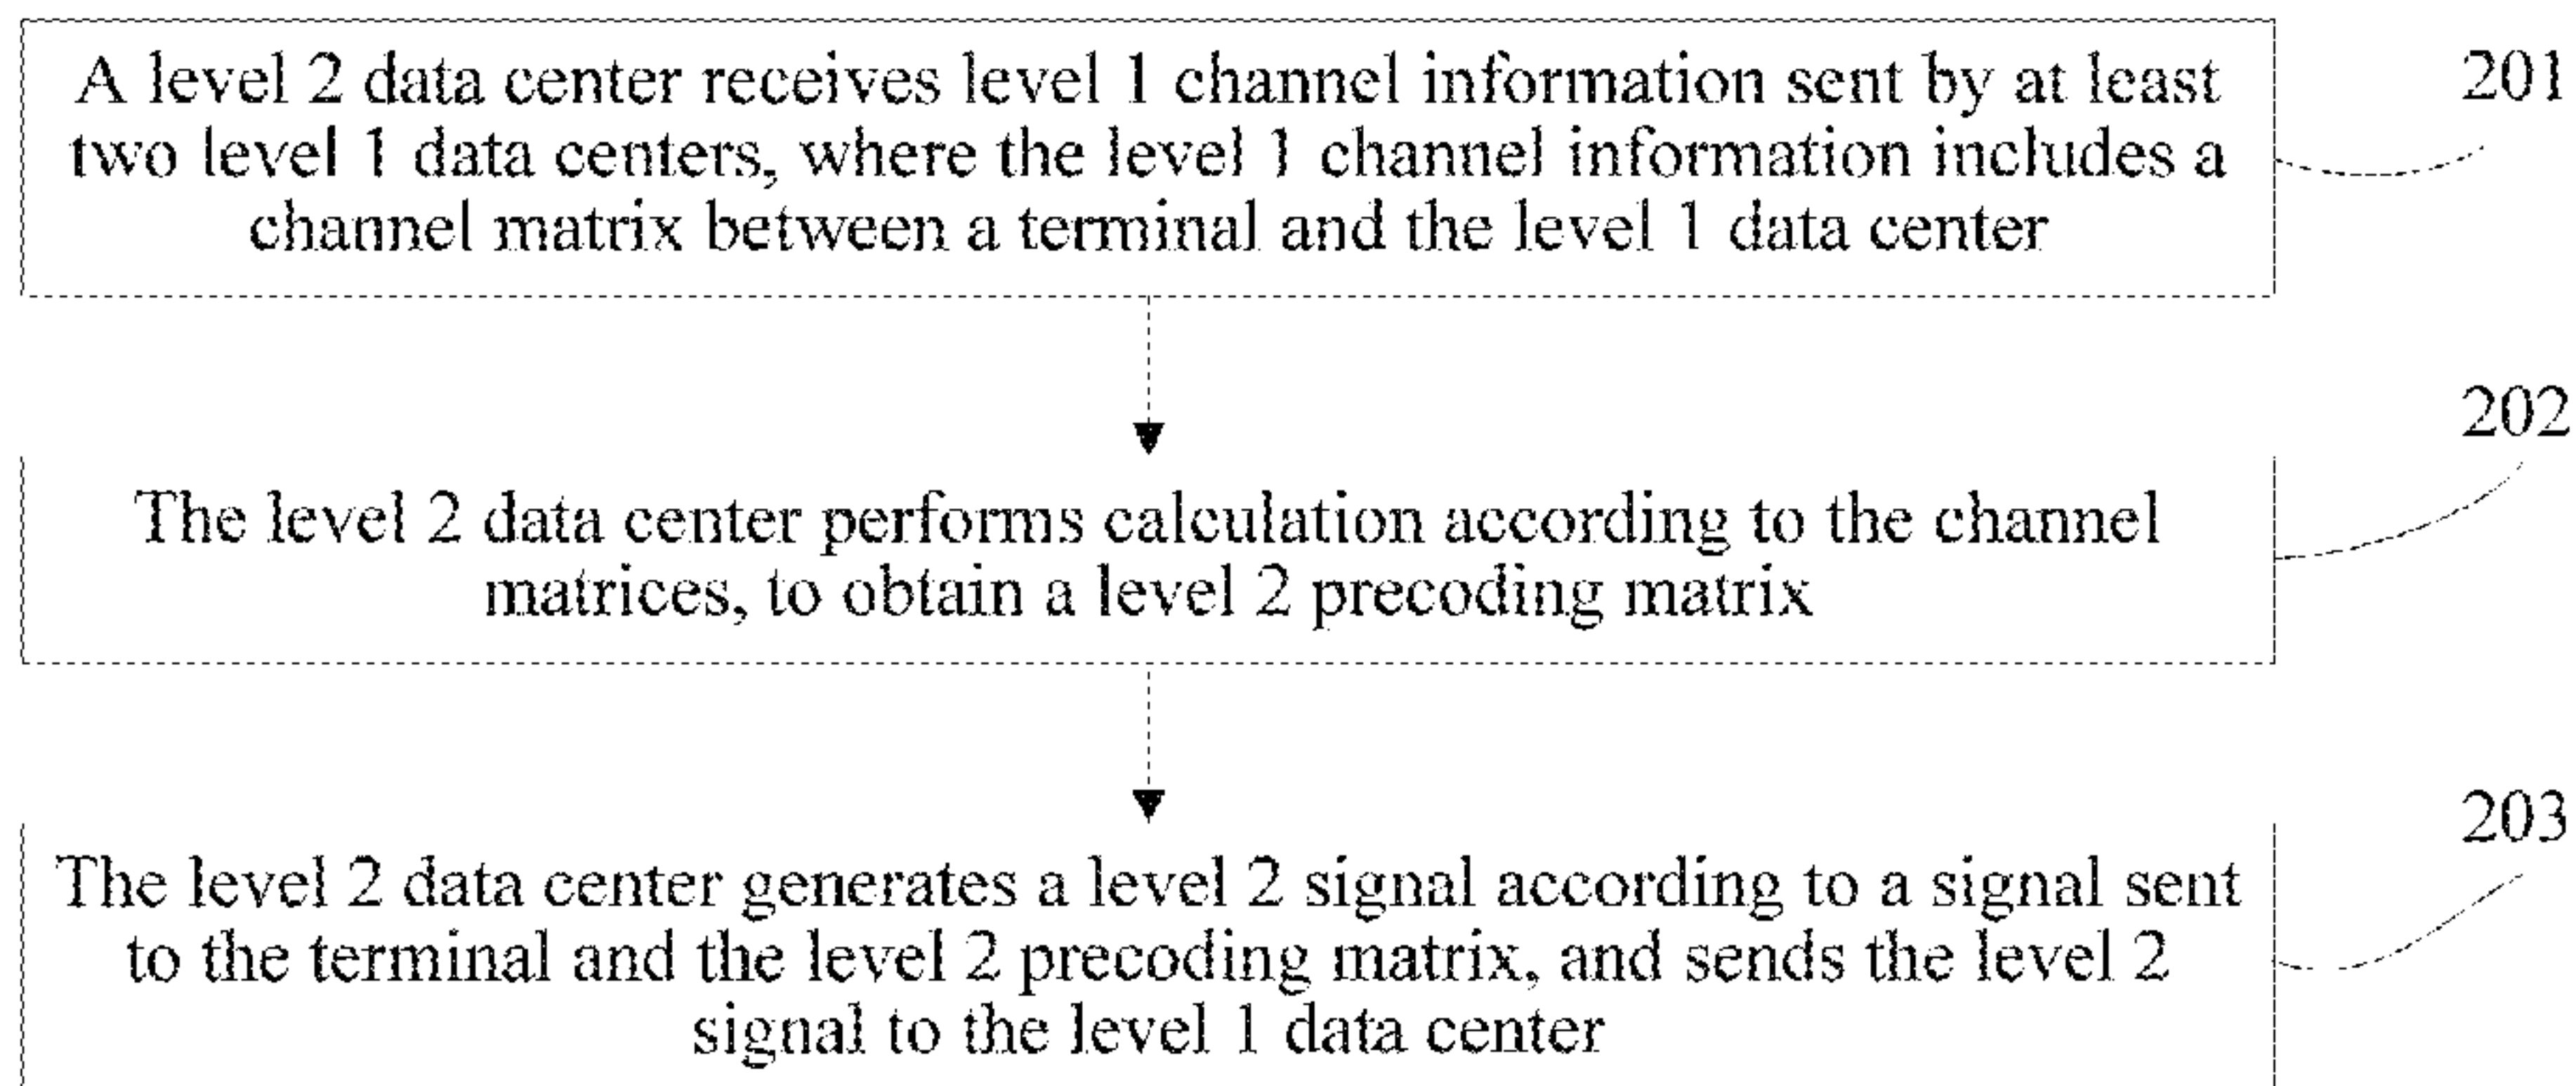 A level 2 data center receives level 1 channel information sent by at least
two level 1 data centers, where the level 1 channel information includes a
channel matrix between a terminal and the level 1 data center
201
The level 2 data center performs calculation according to the channel
matrices, to obtain a level 2 precoding matrix
202
The level 2 data center generates a level 2 signal according to a signal sent
to the terminal and the level 2 precoding matrix, and sends the level 2
signal to the level 1 data center
203